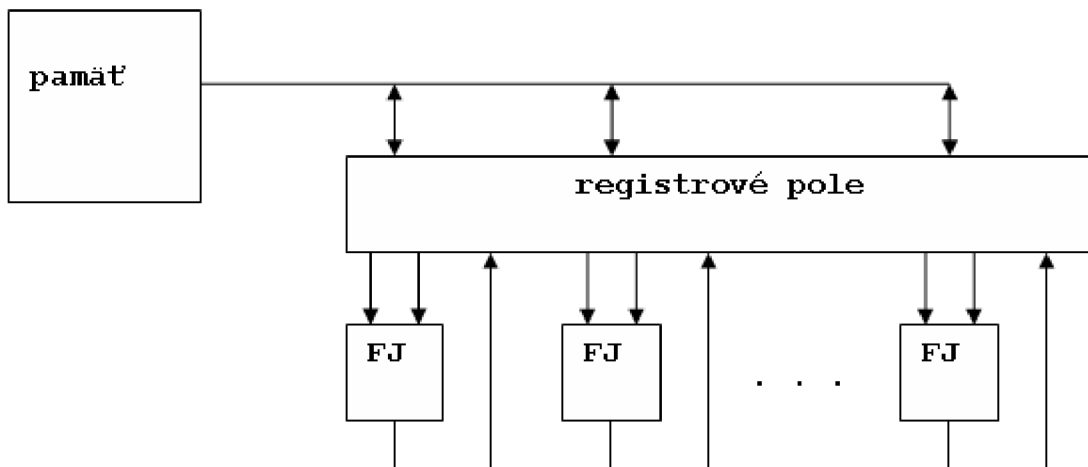 pamäť
registrové pole
FJ
FJ
. . .
FJ